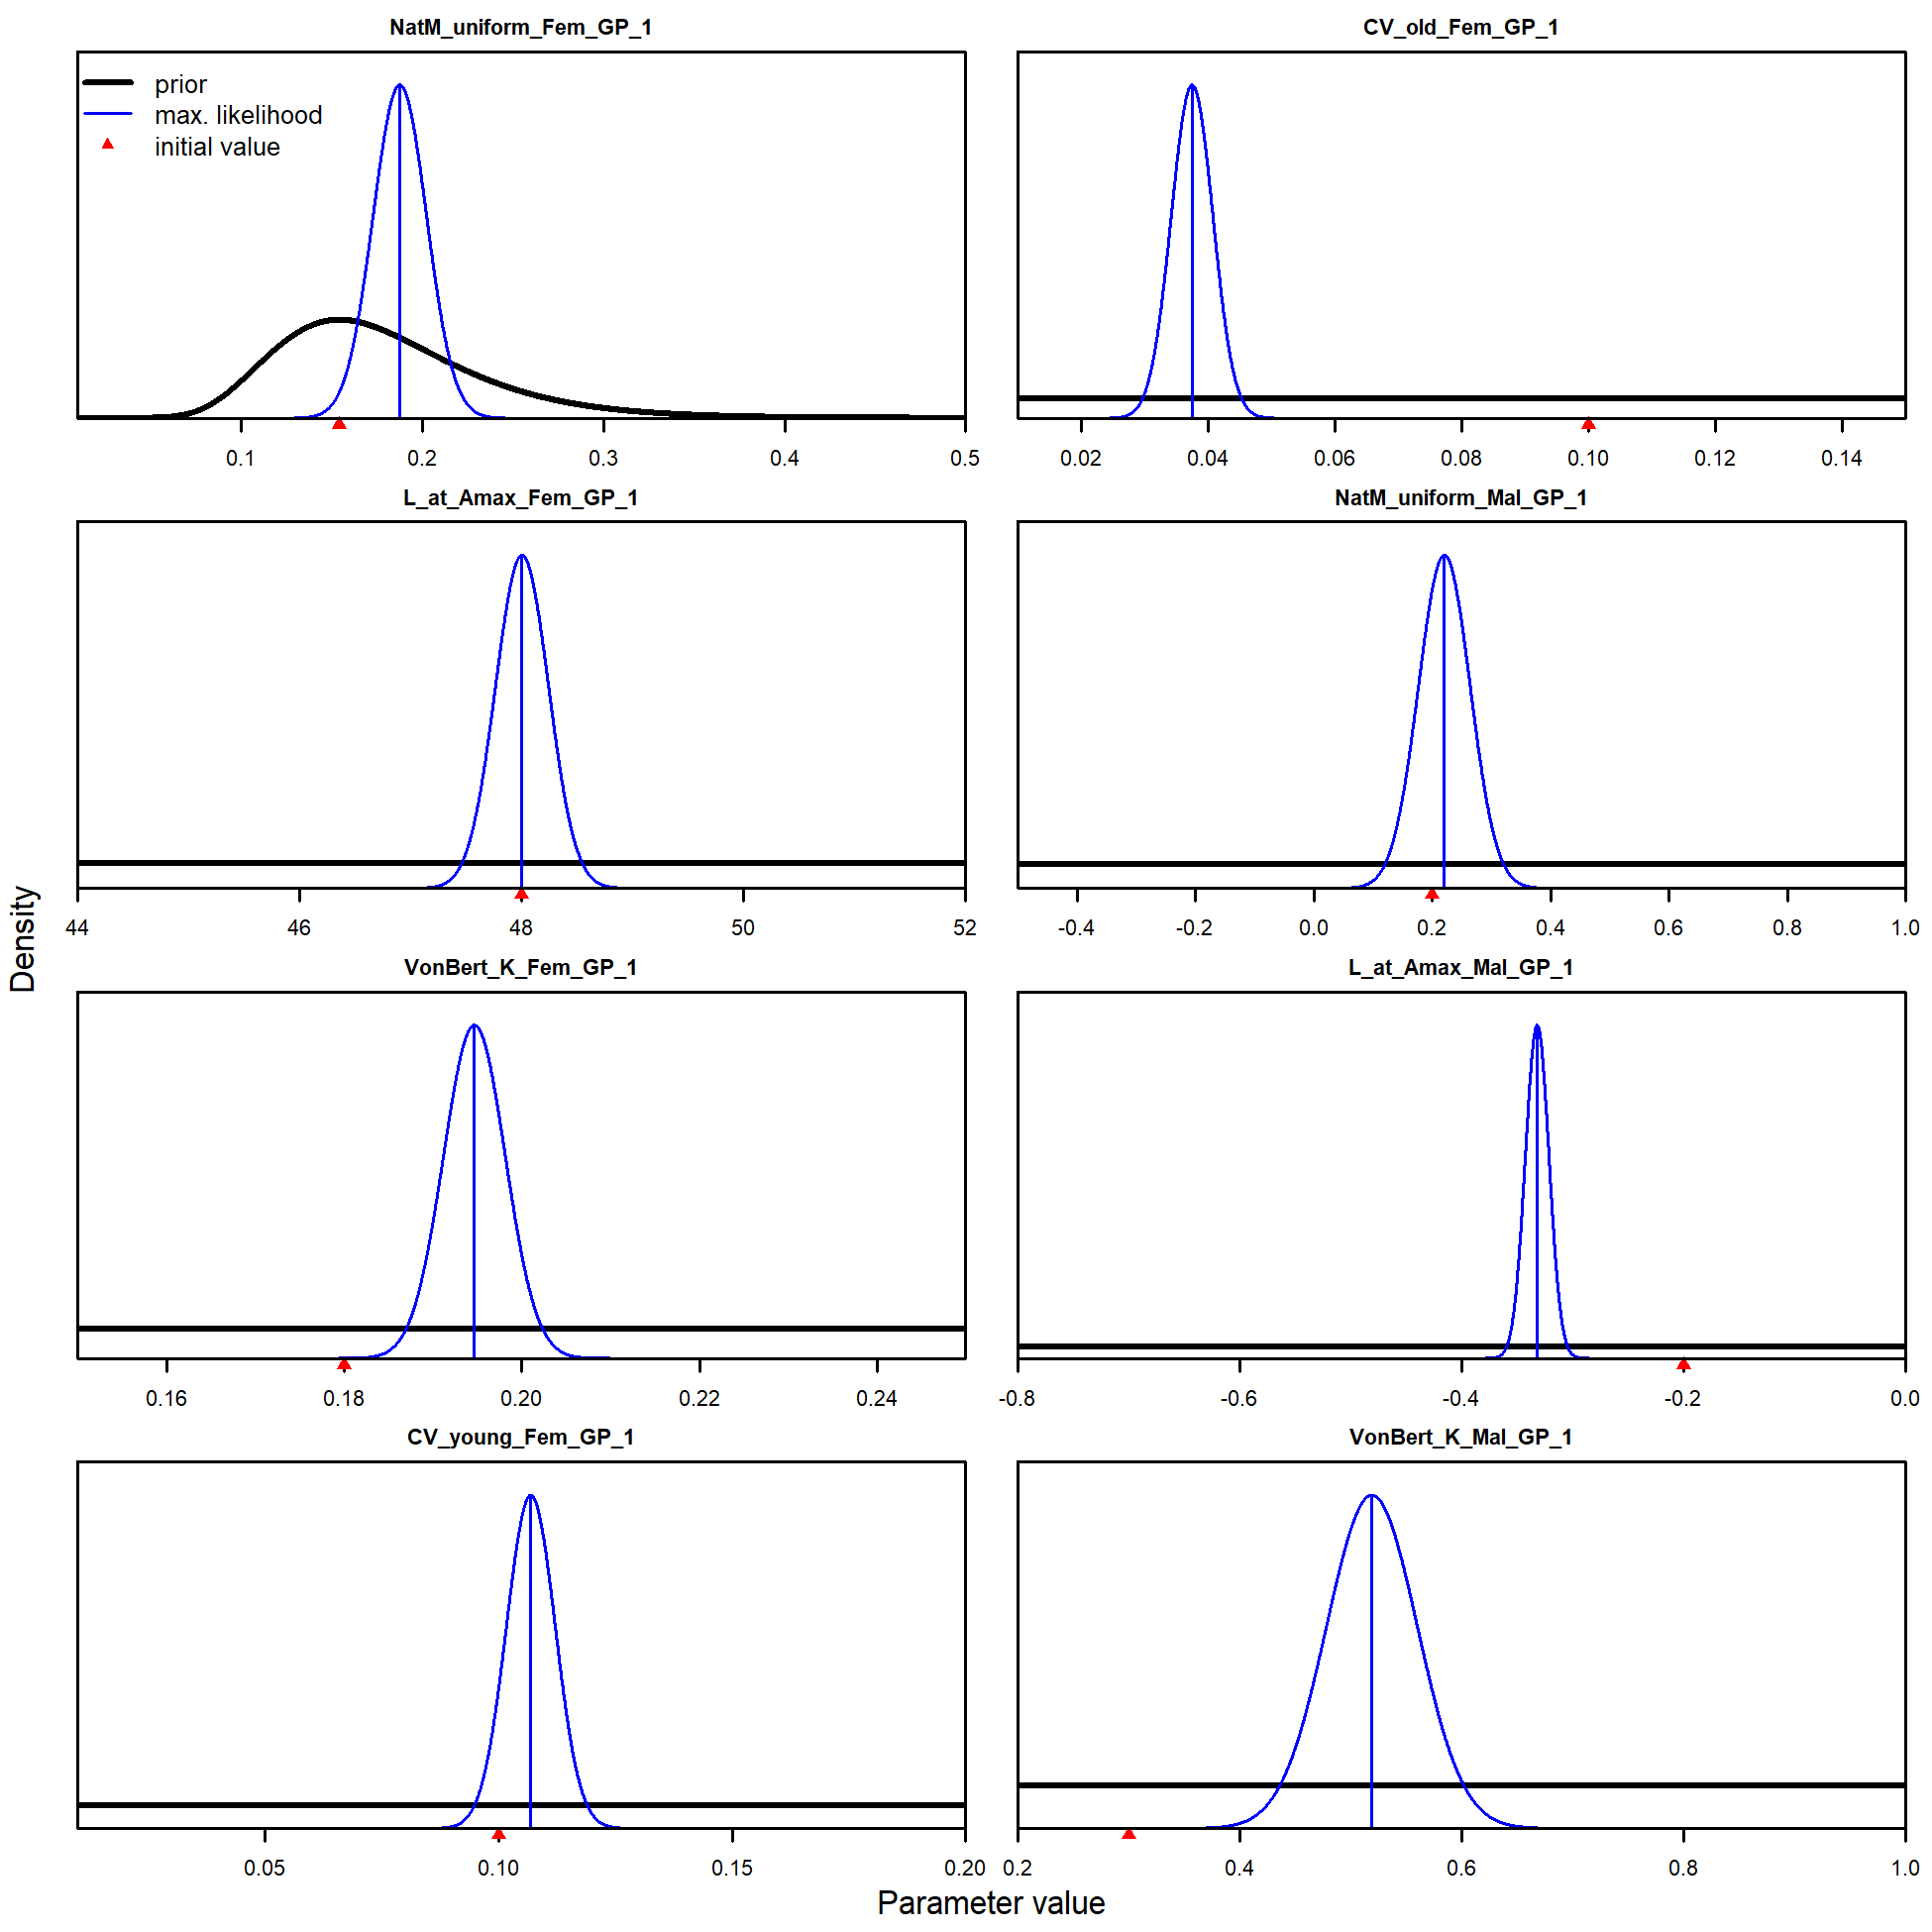 NatM_uniform_Fem_GP_1
prior
max. likelihood
initial value
0.1 0.2 0.3 0.4 0.5
CV_old_Fem_GP_1
0.02 0.04 0.06 0.08 0.10 0.12 0.14
L_at_Amax_Fem_GP_1
44 46 48 50 52
NatM_uniform_Mal_GP_1
-0.4 -0.2 0.0 0.2 0.4 0.6 0.8 1.0
Density
VonBert_K_Fem_GP_1
0.16 0.18 0.20 0.22 0.24
L_at_Amax_Mal_GP_1
-0.8 -0.6 -0.4 -0.2 0.0
CV_young_Fem_GP_1
0.05 0.10 0.15 0.20
VonBert_K_Mal_GP_1
0.2 0.4 0.6 0.8 1.0
Parameter value